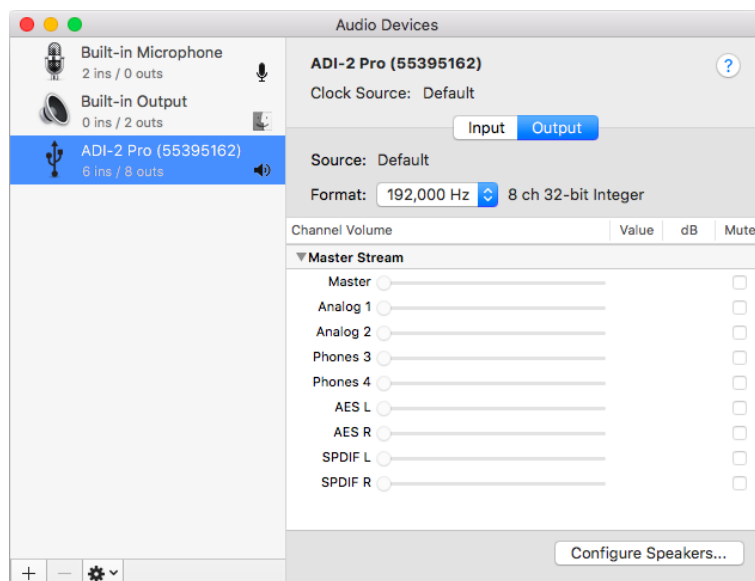 Audio Devices
Built-in Microphone
2 ins / 0 outs
Built-in Output
0 ins / 2 outs
ADI-2 Pro (55395162)
6 ins / 8 outs
ADI-2 Pro (55395162)
?
Clock Source: Default
Input Output
Source: Default
Format: 192,000 Hz 8 ch 32-bit Integer
Channel Volume Value dB Mute
Master Stream
Master
Analog 1
Analog 2
Phones 3
Phones 4
AES L
AES R
SPDIF L
SPDIF R
Configure Speakers...